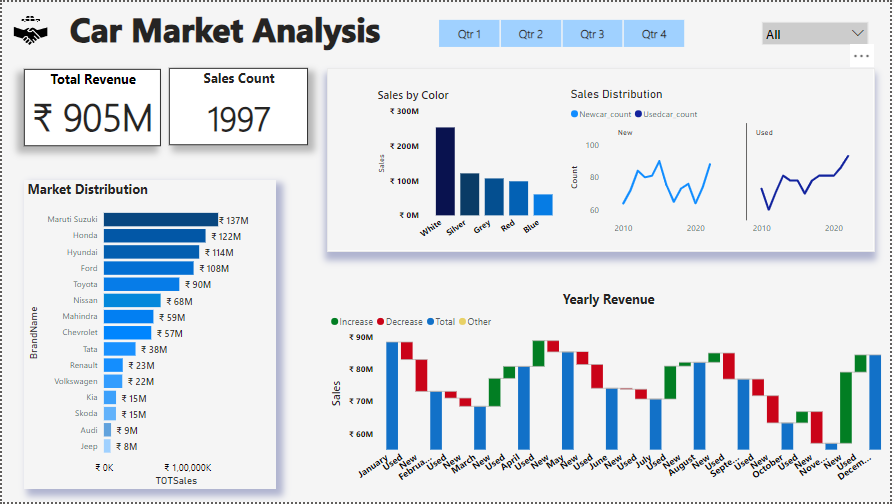 Car Market Analysis
Qtr 1
Qtr 2
Qtr 3
Qtr 4
All
Total Revenue
₹ 905M
Sales Count
1997
Sales by Color
₹ 300M
₹ 200M
₹ 100M
₹ 0M
Sales
White
Silver
Grey
Red
Blue
Sales Distribution
Newcar_count
Usedcar_count
New
Used
100
80
60
Count
2010
2020
2010
2020
Market Distribution
BrandName
Maruti Suzuki ₹ 137M
Honda ₹ 122M
Hyundai ₹ 114M
Ford ₹ 108M
Toyota ₹ 90M
Nissan ₹ 68M
Mahindra ₹ 59M
Chevrolet ₹ 57M
Tata ₹ 38M
Renault ₹ 23M
Volkswagen ₹ 22M
Kia ₹ 15M
Skoda ₹ 15M
Audi ₹ 9M
Jeep ₹ 8M
₹ 0K
₹ 1,00,000K
TOTSales
Yearly Revenue
Increase
Decrease
Total
Other
₹ 90M
₹ 80M
₹ 70M
₹ 60M
Sales
January
Used
New
Februa...
Used
New
March
New
Used
April
Used
New
May
New
Used
June
New
Used
July
Used
New
August
New
Used
Septe...
Used
New
October
Used
New
Nove...
New
Used
Decem...